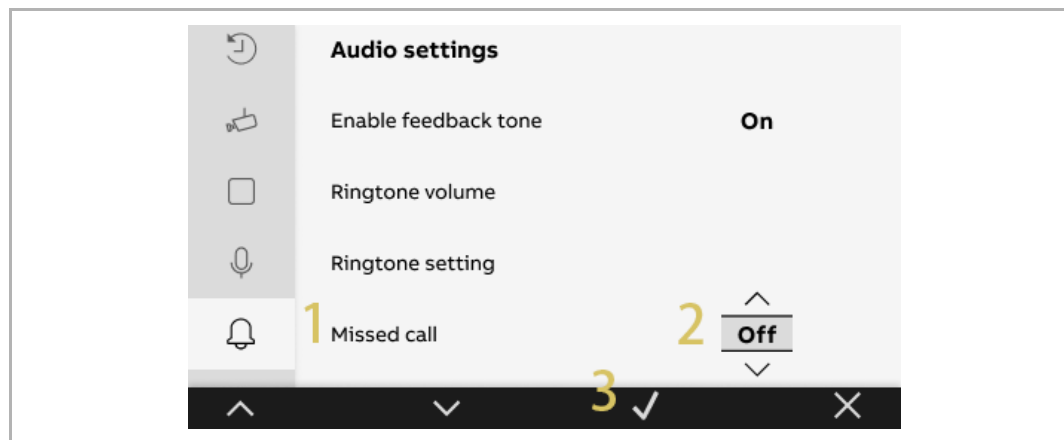 Audio settings
Enable feedback tone On
Ringtone volume
Ringtone setting
1 Missed call 2 Off
3